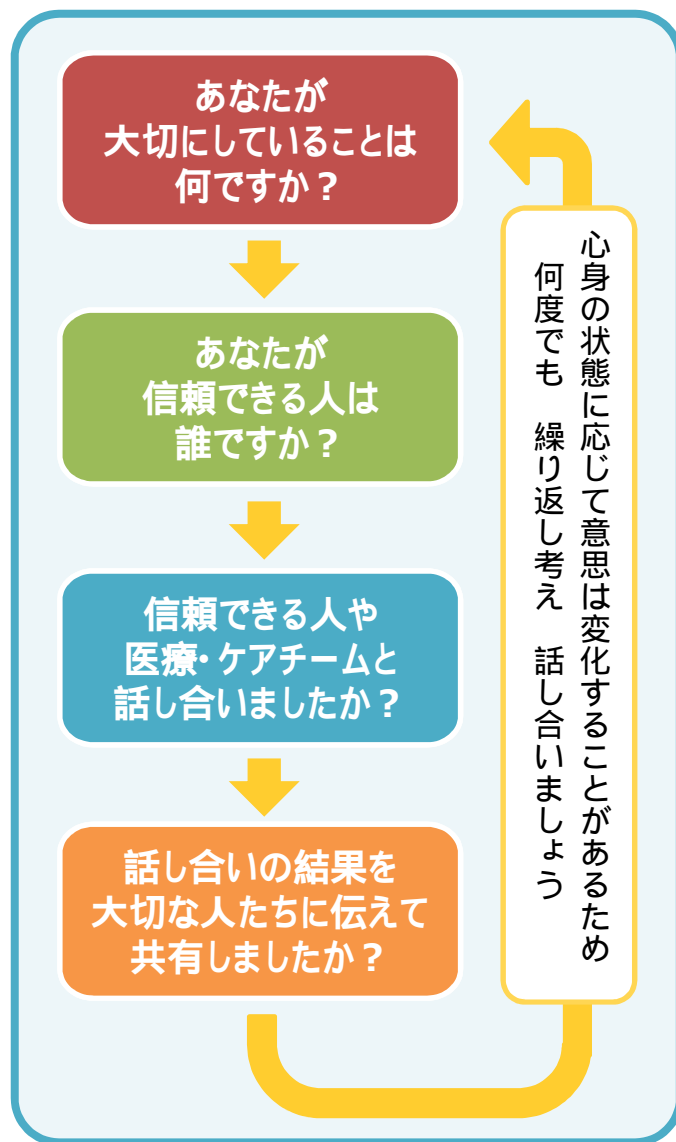 あなたが
大切にしていることは
何ですか？
あなたが
信頼できる人は
誰ですか？
信頼できる人や
医療・ケアチームと
話し合いましたか？
話し合いの結果を
大切な人たちに伝えて
共有しましたか？
心身の状態に応じて意思は変化することがあるため
何度でも　繰り返し考え　話し合いましょう